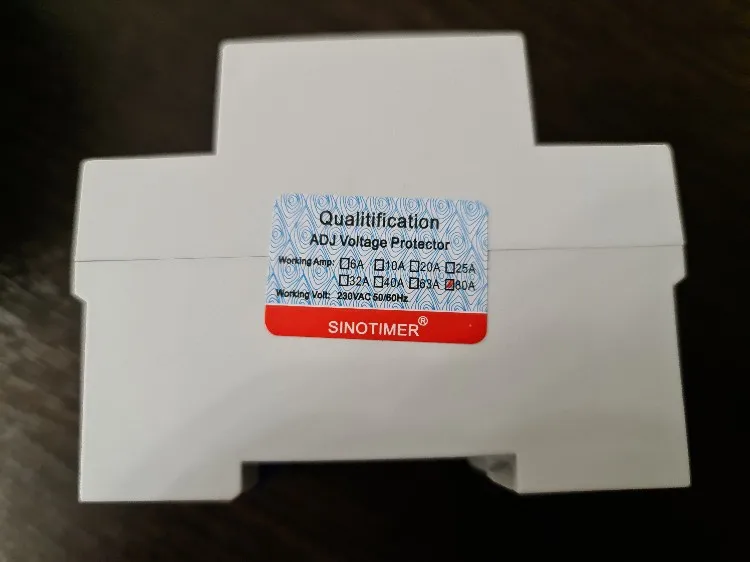 Qualitification
ADJ Voltage Protector
Working Amp: ☐6A ☐10A ☐20A ☐25A
☐32A ☐40A ☐63A ☑80A
Working Volt: 230VAC 50/60Hz
SINOTIMER®